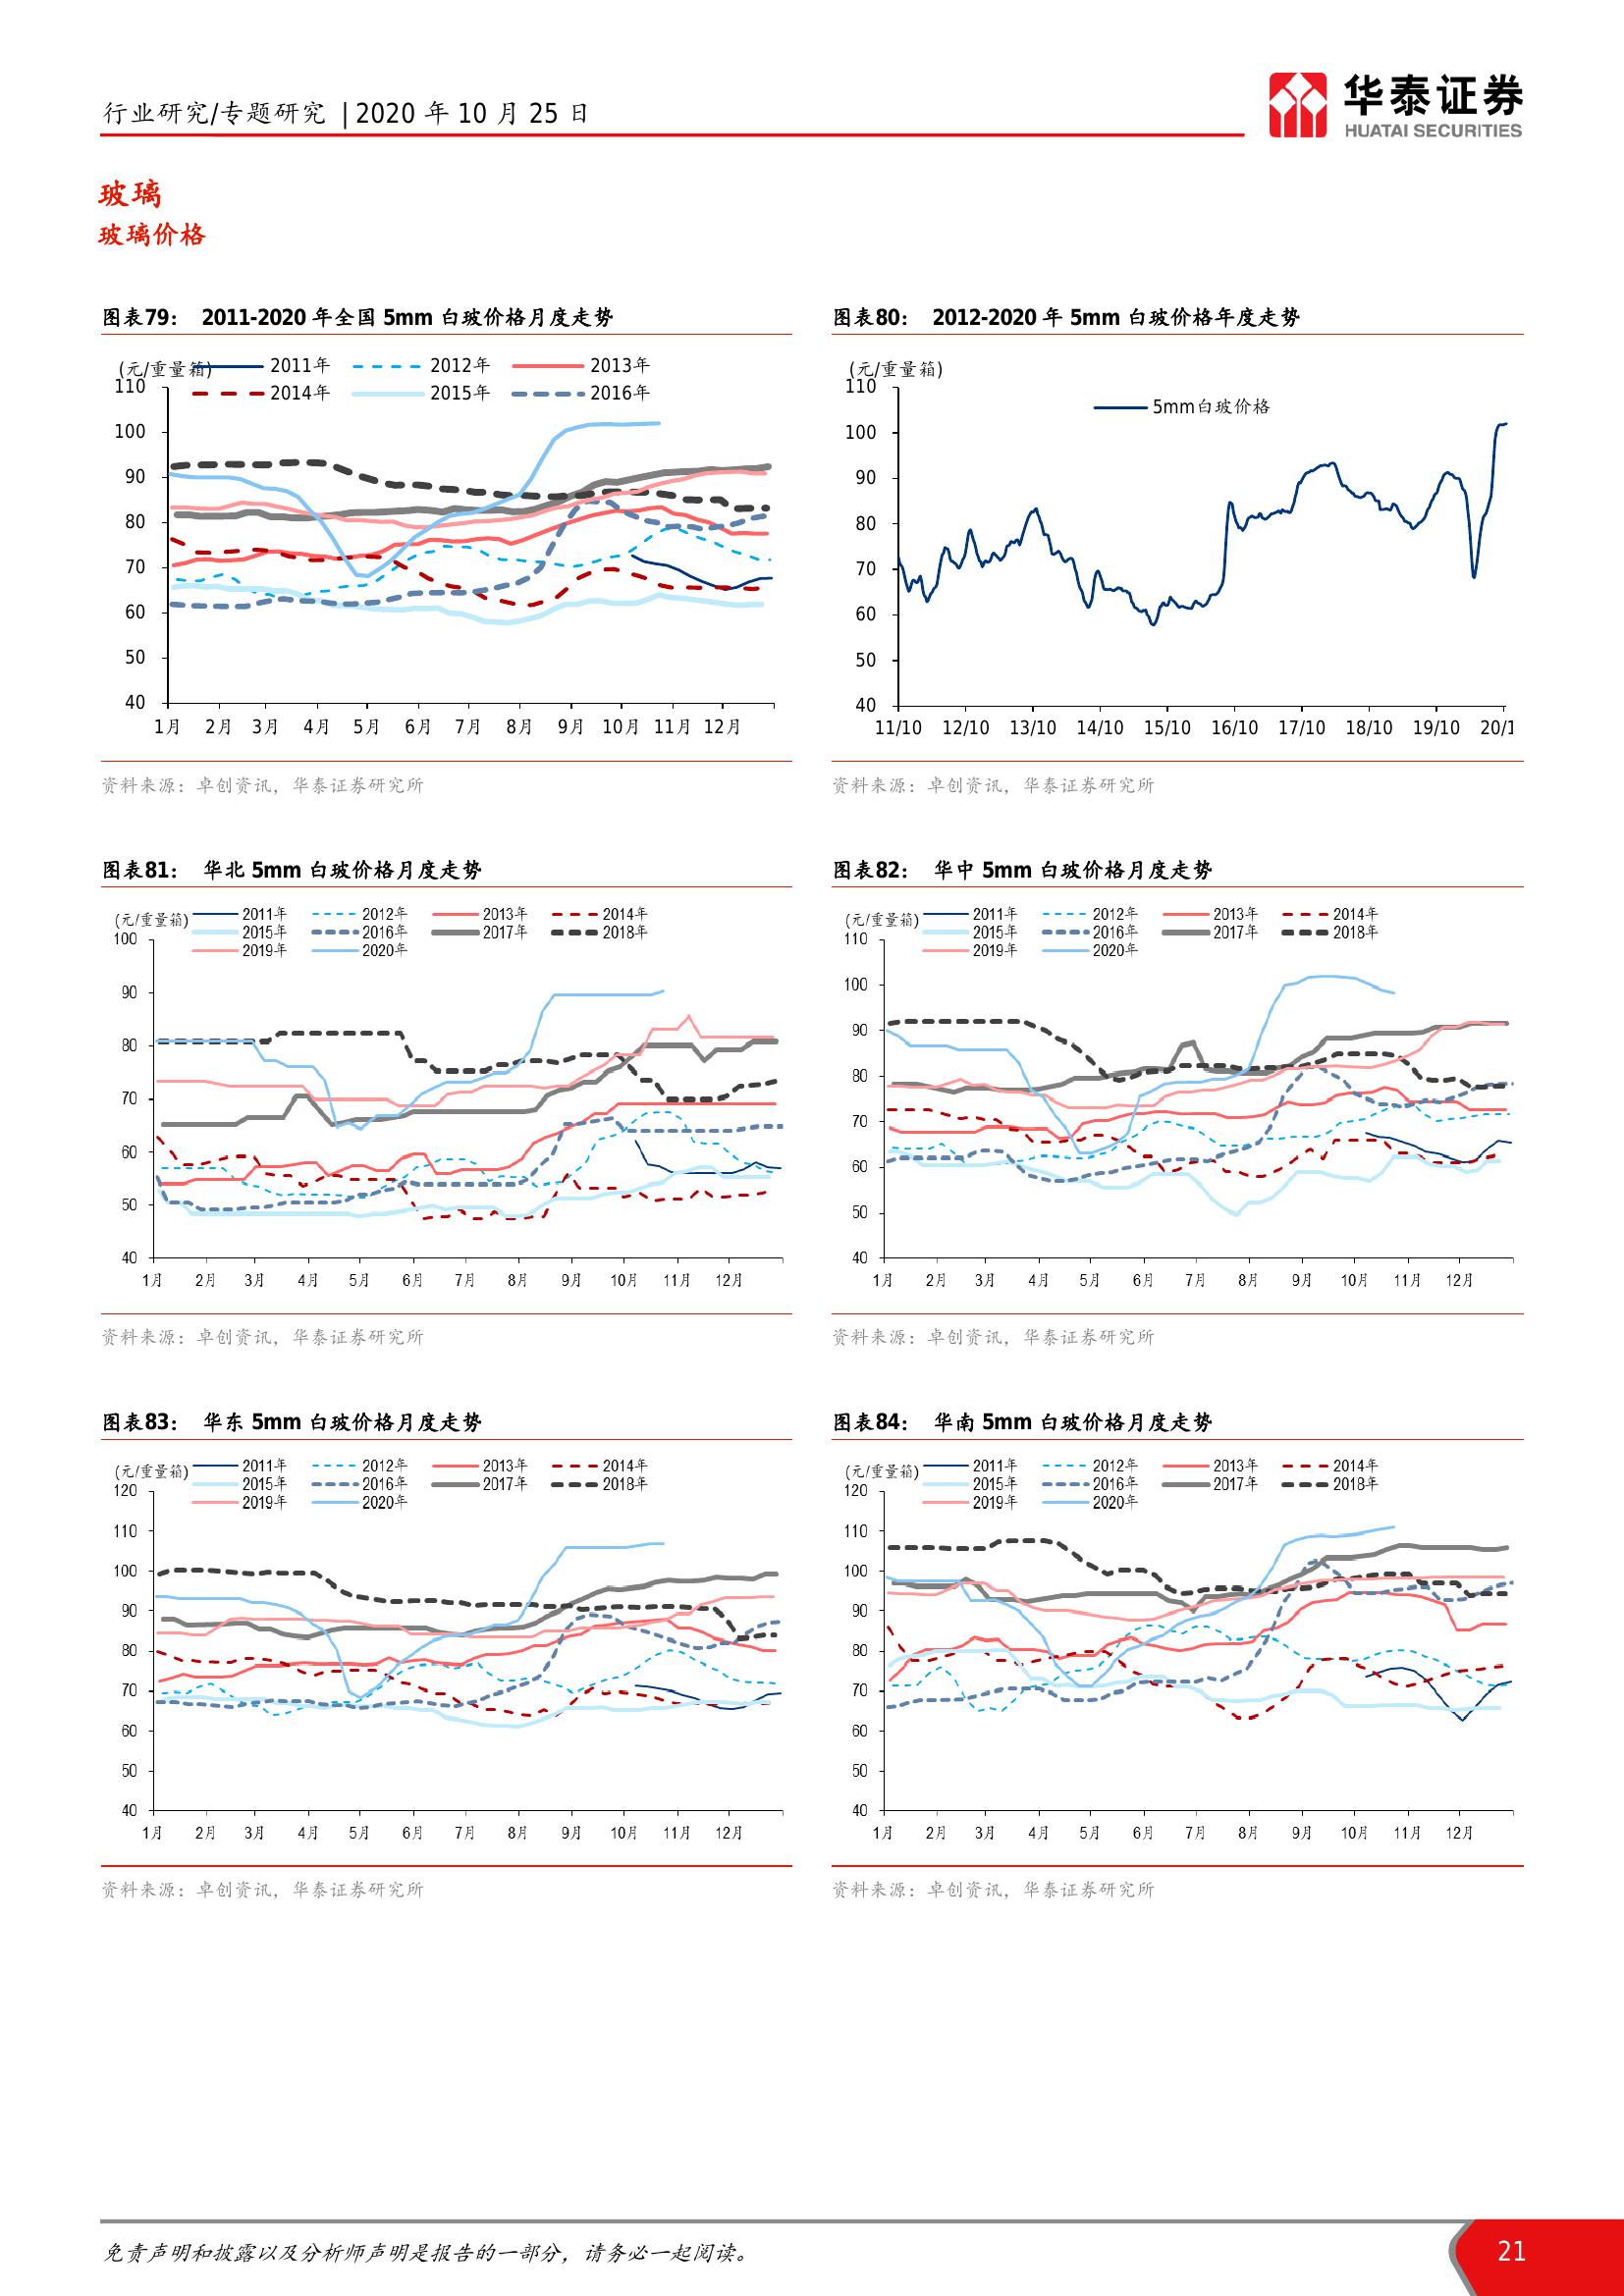 行业研究/专题研究 | 2020 年 10 月 25 日
华泰证券
HUATAI SECURITIES
玻璃
玻璃价格
图表79： 2011-2020 年全国 5mm 白玻价格月度走势
(元/重量箱)
2011年 2012年 2013年
2014年 2015年 2016年
110
100
90
80
70
60
50
40
1月 2月 3月 4月 5月 6月 7月 8月 9月 10月 11月 12月
资料来源：卓创资讯，华泰证券研究所
图表80： 2012-2020 年 5mm 白玻价格年度走势
(元/重量箱)
5mm白玻价格
110
100
90
80
70
60
50
40
11/10 12/10 13/10 14/10 15/10 16/10 17/10 18/10 19/10 20/1
资料来源：卓创资讯，华泰证券研究所
图表81： 华北 5mm 白玻价格月度走势
(元/重量箱)
2011年 2012年 2013年 2014年
2015年 2016年 2017年 2018年
2019年 2020年
100
90
80
70
60
50
40
1月 2月 3月 4月 5月 6月 7月 8月 9月 10月 11月 12月
资料来源：卓创资讯，华泰证券研究所
图表82： 华中 5mm 白玻价格月度走势
(元/重量箱)
2011年 2012年 2013年 2014年
2015年 2016年 2017年 2018年
2019年 2020年
110
100
90
80
70
60
50
40
1月 2月 3月 4月 5月 6月 7月 8月 9月 10月 11月 12月
资料来源：卓创资讯，华泰证券研究所
图表83： 华东 5mm 白玻价格月度走势
(元/重量箱)
2011年 2012年 2013年 2014年
2015年 2016年 2017年 2018年
2019年 2020年
120
110
100
90
80
70
60
50
40
1月 2月 3月 4月 5月 6月 7月 8月 9月 10月 11月 12月
资料来源：卓创资讯，华泰证券研究所
图表84： 华南 5mm 白玻价格月度走势
(元/重量箱)
2011年 2012年 2013年 2014年
2015年 2016年 2017年 2018年
2019年 2020年
120
110
100
90
80
70
60
50
40
1月 2月 3月 4月 5月 6月 7月 8月 9月 10月 11月 12月
资料来源：卓创资讯，华泰证券研究所
免责声明和披露以及分析师声明是报告的一部分，请务必一起阅读。
21